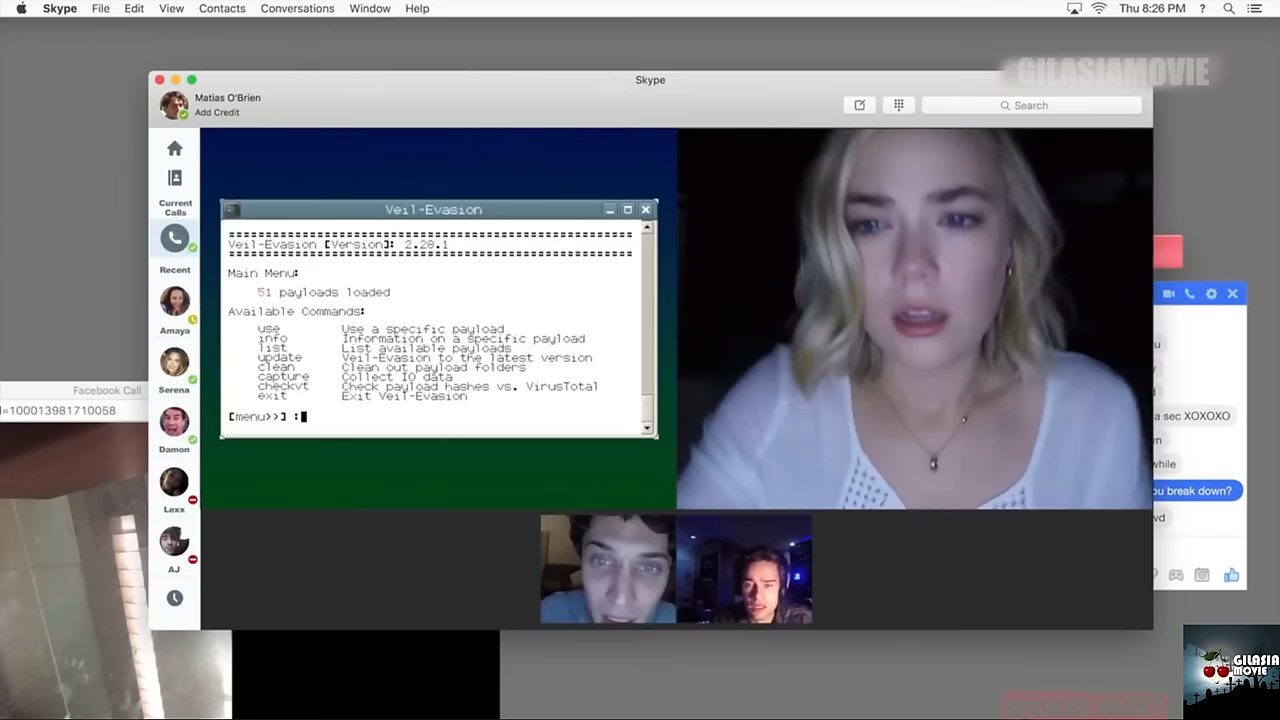 Skype File Edit View Contacts Conversations Window Help Thu 8:26 PM ?
GILASIAMOVIE
Skype
Matias O'Brien
Add Credit
Search
Current
Calls
Recent
Amaya
Serena
Damon
Lexx
AJ
Veil-Evasion
Veil-Evasion [Version]: 2.28.1
Main Menu:
51 payloads loaded
Available Commands:
use Use a specific payload
info Information on a specific payload
list List available payloads
update Veil-Evasion to the latest version
clean Clean out payload folders
capture Collect IO data
checkvt Check payload hashes vs. VirusTotal
exit Exit Veil-Evasion
[menu>>] :
Facebook Call
=100013981710058
a sec XOXOXO
while
break down?
GILASIA
MOVIE
SPOILER ALERT